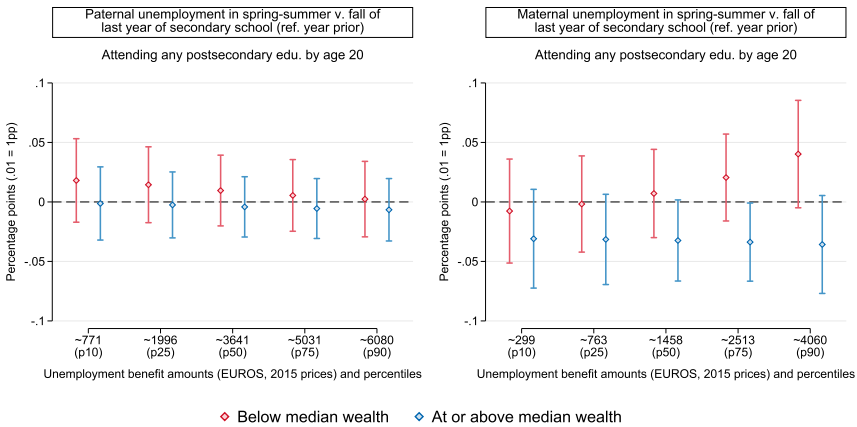 Paternal unemployment in spring-summer v. fall of
last year of secondary school (ref. year prior)
Attending any postsecondary edu. by age 20
Percentage points (.01 = 1pp)
.1
.05
0
-.05
-.1
~771
(p10)
~1996
(p25)
~3641
(p50)
~5031
(p75)
~6080
(p90)
Unemployment benefit amounts (EUROS, 2015 prices) and percentiles
Maternal unemployment in spring-summer v. fall of
last year of secondary school (ref. year prior)
Attending any postsecondary edu. by age 20
Percentage points (.01 = 1pp)
.1
.05
0
-.05
-.1
~299
(p10)
~763
(p25)
~1458
(p50)
~2513
(p75)
~4060
(p90)
Unemployment benefit amounts (EUROS, 2015 prices) and percentiles
Below median wealth
At or above median wealth